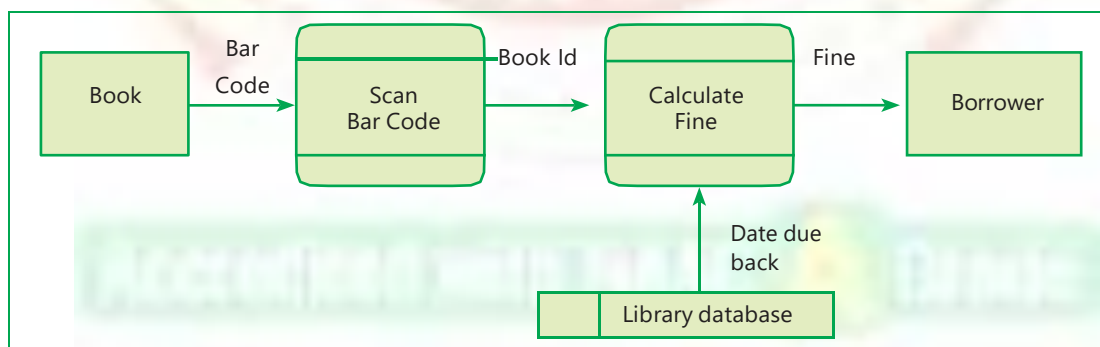 Book
Bar
Code
Scan
Bar Code
Book Id
Calculate
Fine
Fine
Borrower
Date due
back
Library database